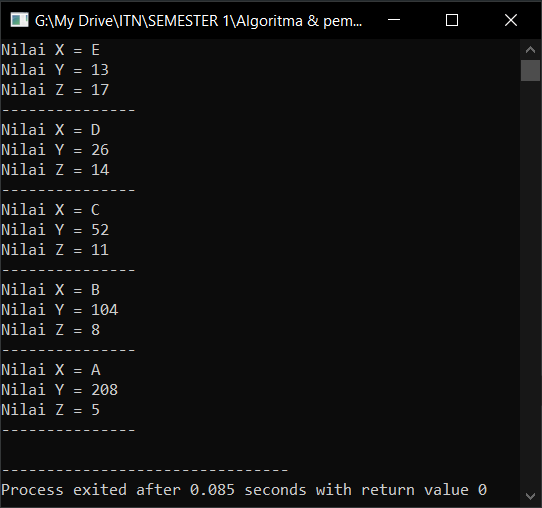 G:\My Drive\ITN\SEMESTER 1\Algoritma & pem...
Nilai X = E
Nilai Y = 13
Nilai Z = 17
---------------
Nilai X = D
Nilai Y = 26
Nilai Z = 14
---------------
Nilai X = C
Nilai Y = 52
Nilai Z = 11
---------------
Nilai X = B
Nilai Y = 104
Nilai Z = 8
---------------
Nilai X = A
Nilai Y = 208
Nilai Z = 5
---------------
--------------------------------
Process exited after 0.085 seconds with return value 0